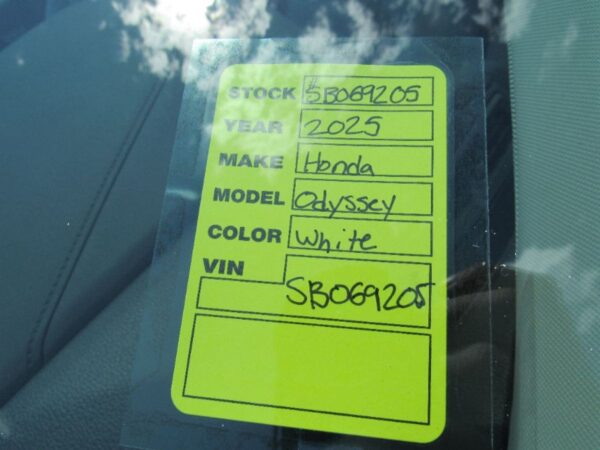 STOCK SB069205
YEAR 2025
MAKE Honda
MODEL Odyssey
COLOR White
VIN
SB069205